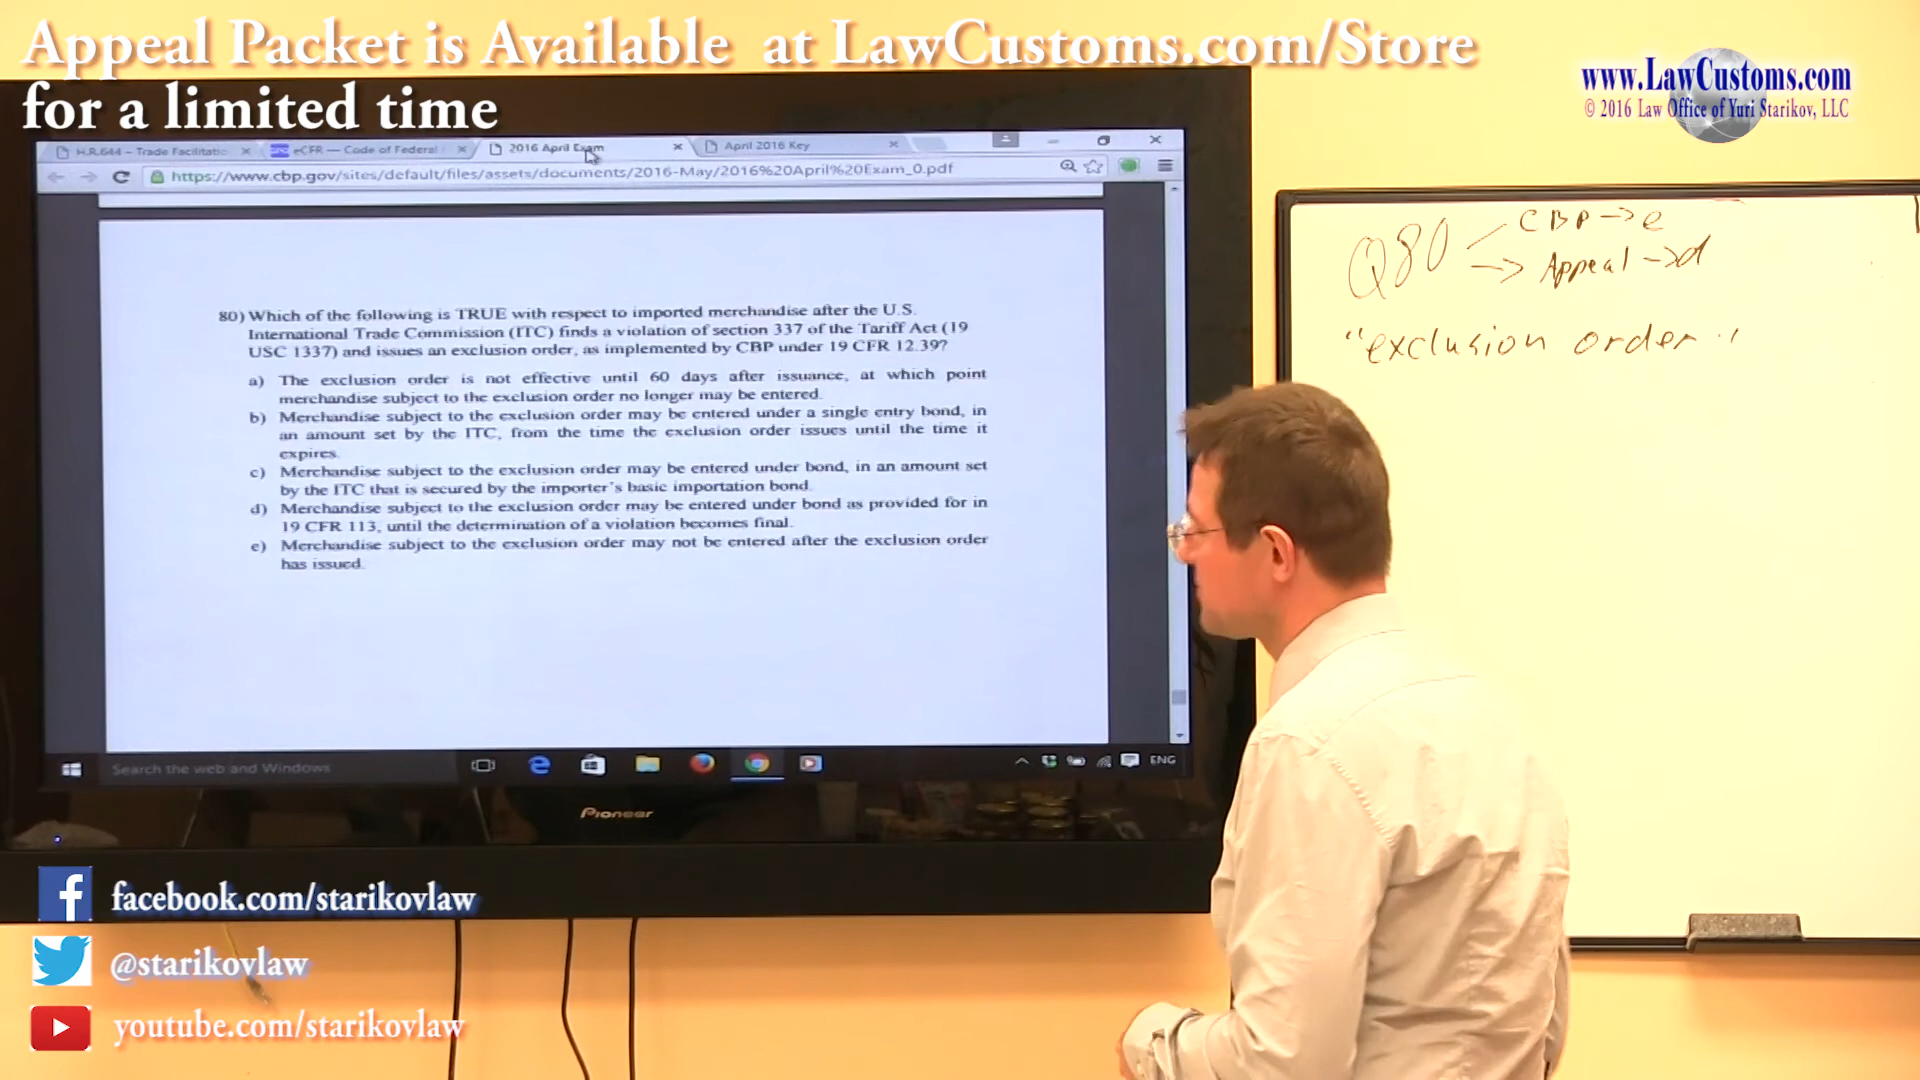 Appeal Packet is Available at LawCustoms.com/Store
for a limited time
www.LawCustoms.com
© 2016 Law Office of Yuri Starikov, LLC
H.R.644 – Trade Facilitatio
eCFR — Code of Federal
2016 April Exam
April 2016 Key
https://www.cbp.gov/sites/default/files/assets/documents/2016-May/2016%20April%20Exam_0.pdf
80) Which of the following is TRUE with respect to imported merchandise after the U.S.
International Trade Commission (ITC) finds a violation of section 337 of the Tariff Act (19
USC 1337) and issues an exclusion order, as implemented by CBP under 19 CFR 12.39?
a) The exclusion order is not effective until 60 days after issuance, at which point
merchandise subject to the exclusion order no longer may be entered.
b) Merchandise subject to the exclusion order may be entered under a single entry bond, in
an amount set by the ITC, from the time the exclusion order issues until the time it
expires.
c) Merchandise subject to the exclusion order may be entered under bond, in an amount set
by the ITC that is secured by the importer's basic importation bond.
d) Merchandise subject to the exclusion order may be entered under bond as provided for in
19 CFR 113, until the determination of a violation becomes final.
e) Merchandise subject to the exclusion order may not be entered after the exclusion order
has issued.
Search the web and Windows
ENG
Pioneer
Q80
CBP → e
→ Appeal → d
"exclusion order"
facebook.com/starikovlaw
@starikovlaw
youtube.com/starikovlaw